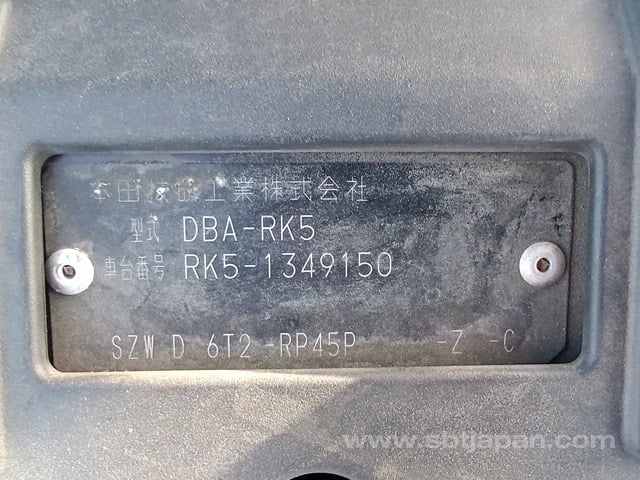 本田技研工業株式会社
型式 DBA-RK5
車台番号 RK5-1349150
SZW D 6T2 -RP45P -Z -C
www.sbtjapan.com